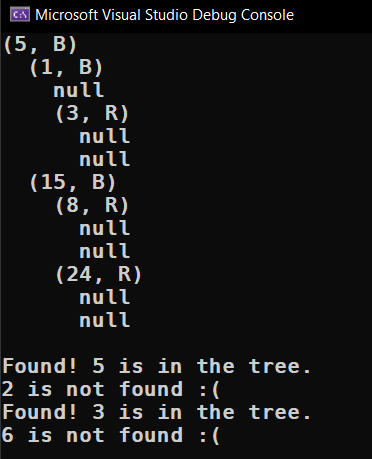 Microsoft Visual Studio Debug Console
(5, B)
(1, B)
null
(3, R)
null
null
(15, B)
(8, R)
null
null
(24, R)
null
null
Found! 5 is in the tree.
2 is not found :(
Found! 3 is in the tree.
6 is not found :(